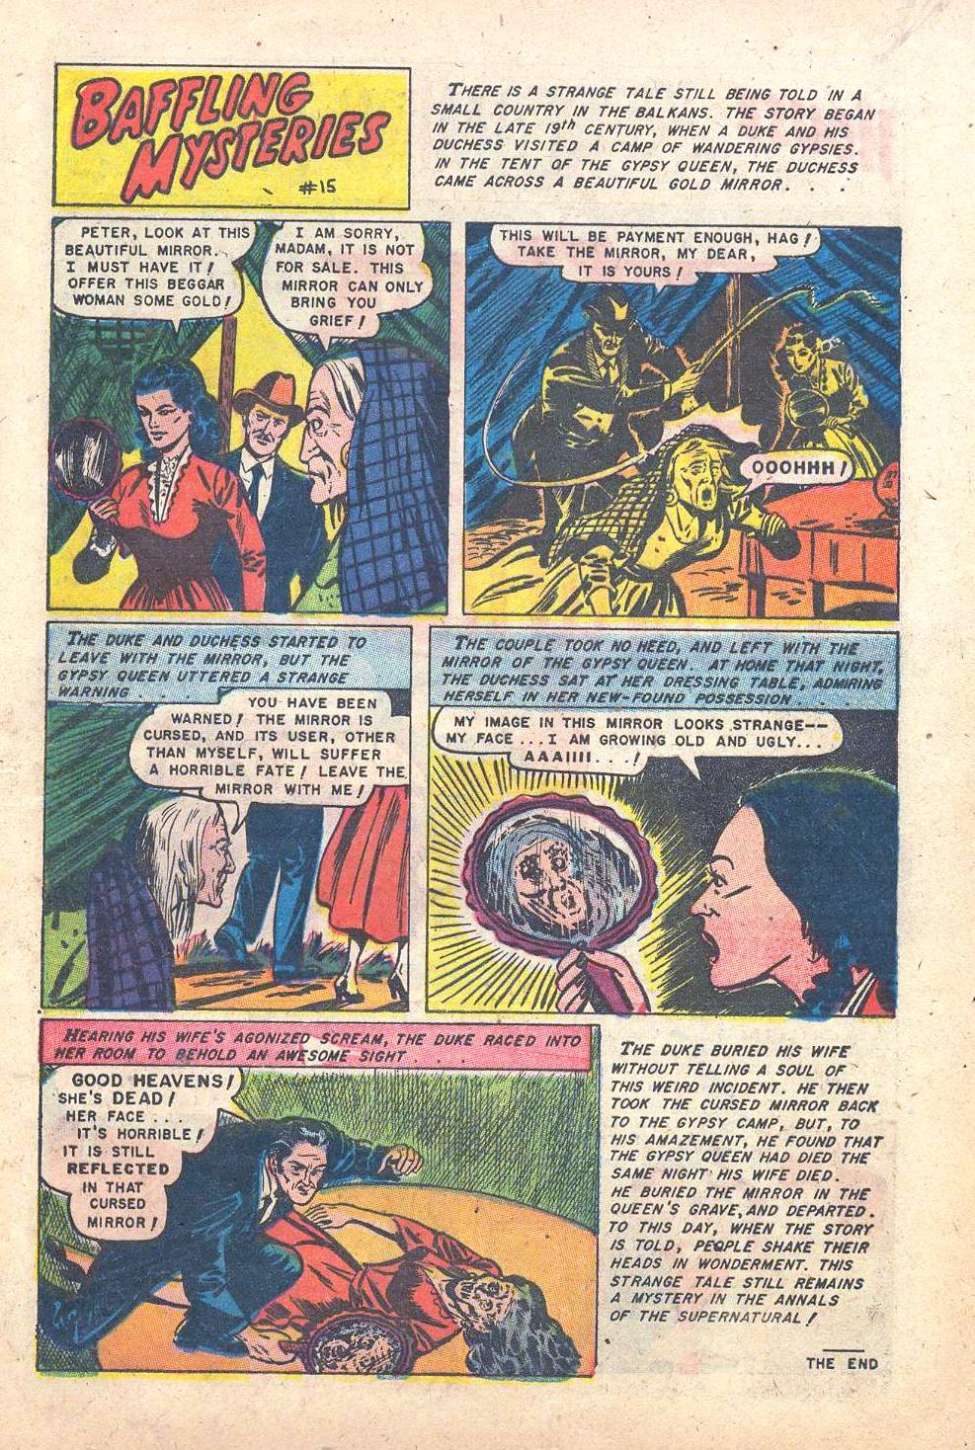 BAFFLING
MYSTERIES
#15
THERE IS A STRANGE TALE STILL BEING TOLD IN A
SMALL COUNTRY IN THE BALKANS. THE STORY BEGAN
IN THE LATE 19th CENTURY, WHEN A DUKE AND HIS
DUCHESS VISITED A CAMP OF WANDERING GYPSIES.
IN THE TENT OF THE GYPSY QUEEN, THE DUCHESS
CAME ACROSS A BEAUTIFUL GOLD MIRROR. . .
PETER, LOOK AT THIS
BEAUTIFUL MIRROR.
I MUST HAVE IT!
OFFER THIS BEGGAR
WOMAN SOME GOLD!
I AM SORRY,
MADAM, IT IS NOT
FOR SALE. THIS
MIRROR CAN ONLY
BRING YOU
GRIEF!
THIS WILL BE PAYMENT ENOUGH, HAG!
TAKE THE MIRROR, MY DEAR,
IT IS YOURS!
OOOHHH!
THE DUKE AND DUCHESS STARTED TO
LEAVE WITH THE MIRROR, BUT THE
GYPSY QUEEN UTTERED A STRANGE
WARNING . . . .
YOU HAVE BEEN
WARNED! THE MIRROR IS
CURSED, AND ITS USER, OTHER
THAN MYSELF, WILL SUFFER
A HORRIBLE FATE! LEAVE THE
MIRROR WITH ME!
THE COUPLE TOOK NO HEED, AND LEFT WITH THE
MIRROR OF THE GYPSY QUEEN. AT HOME THAT NIGHT,
THE DUCHESS SAT AT HER DRESSING TABLE, ADMIRING
HERSELF IN HER NEW-FOUND POSSESSION . . . .
MY IMAGE IN THIS MIRROR LOOKS STRANGE--
MY FACE...I AM GROWING OLD AND UGLY...
AAAIIII...!
HEARING HIS WIFE'S AGONIZED SCREAM, THE DUKE RACED INTO
HER ROOM TO BEHOLD AN AWESOME SIGHT . . . .
GOOD HEAVENS!
SHE'S DEAD!
HER FACE . . .
IT'S HORRIBLE!
IT IS STILL
REFLECTED
IN THAT
CURSED
MIRROR!
THE DUKE BURIED HIS WIFE
WITHOUT TELLING A SOUL OF
THIS WEIRD INCIDENT. HE THEN
TOOK THE CURSED MIRROR BACK
TO THE GYPSY CAMP, BUT, TO
HIS AMAZEMENT, HE FOUND THAT
THE GYPSY QUEEN HAD DIED THE
SAME NIGHT HIS WIFE DIED.
HE BURIED THE MIRROR IN THE
QUEEN'S GRAVE, AND DEPARTED.
TO THIS DAY, WHEN THE STORY
IS TOLD, PEOPLE SHAKE THEIR
HEADS IN WONDERMENT. THIS
STRANGE TALE STILL REMAINS
A MYSTERY IN THE ANNALS
OF THE SUPERNATURAL!
THE END